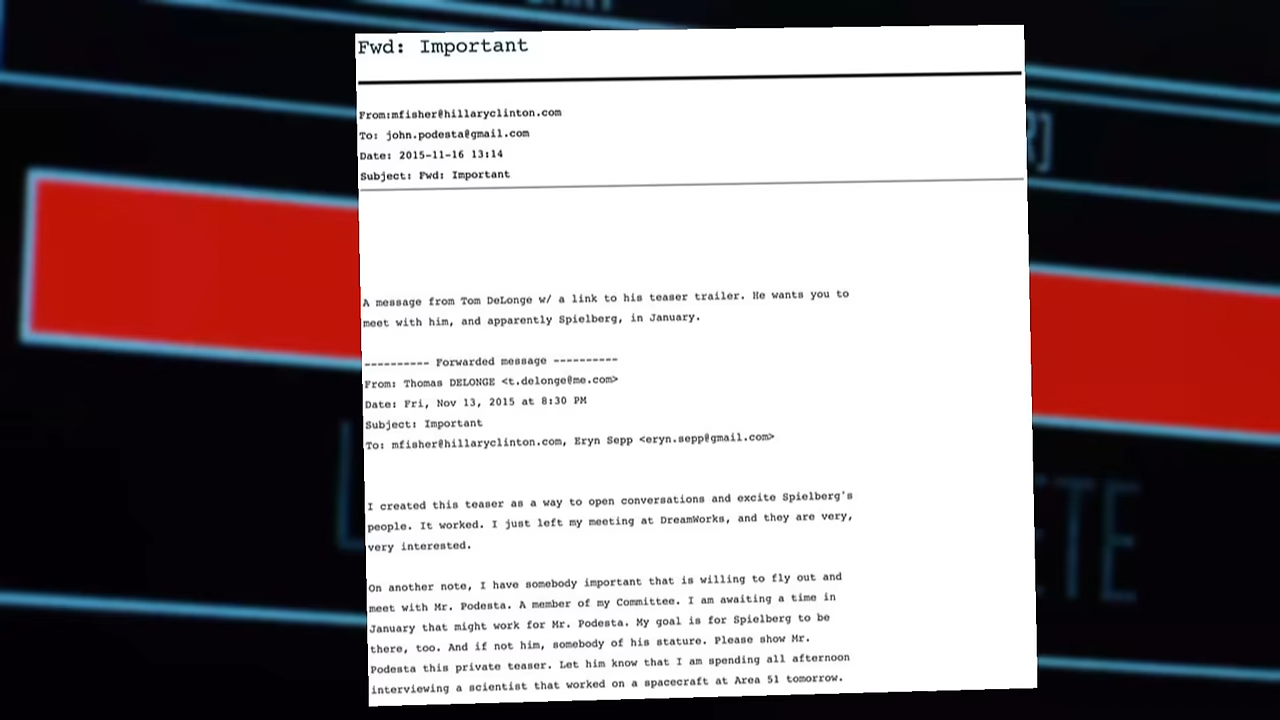 Fwd: Important
From:mfisher@hillaryclinton.com
To: john.podesta@gmail.com
Date: 2015-11-16 13:14
Subject: Fwd: Important
A message from Tom DeLonge w/ a link to his teaser trailer. He wants you to
meet with him, and apparently Spielberg, in January.
---------- Forwarded message ----------
From: Thomas DELONGE <t.delonge@me.com>
Date: Fri, Nov 13, 2015 at 8:30 PM
Subject: Important
To: mfisher@hillaryclinton.com, Eryn Sepp <eryn.sepp@gmail.com>
I created this teaser as a way to open conversations and excite Spielberg's
people. It worked. I just left my meeting at DreamWorks, and they are very,
very interested.
On another note, I have somebody important that is willing to fly out and
meet with Mr. Podesta. A member of my Committee. I am awaiting a time in
January that might work for Mr. Podesta. My goal is for Spielberg to be
there, too. And if not him, somebody of his stature. Please show Mr.
Podesta this private teaser. Let him know that I am spending all afternoon
interviewing a scientist that worked on a spacecraft at Area 51 tomorrow.